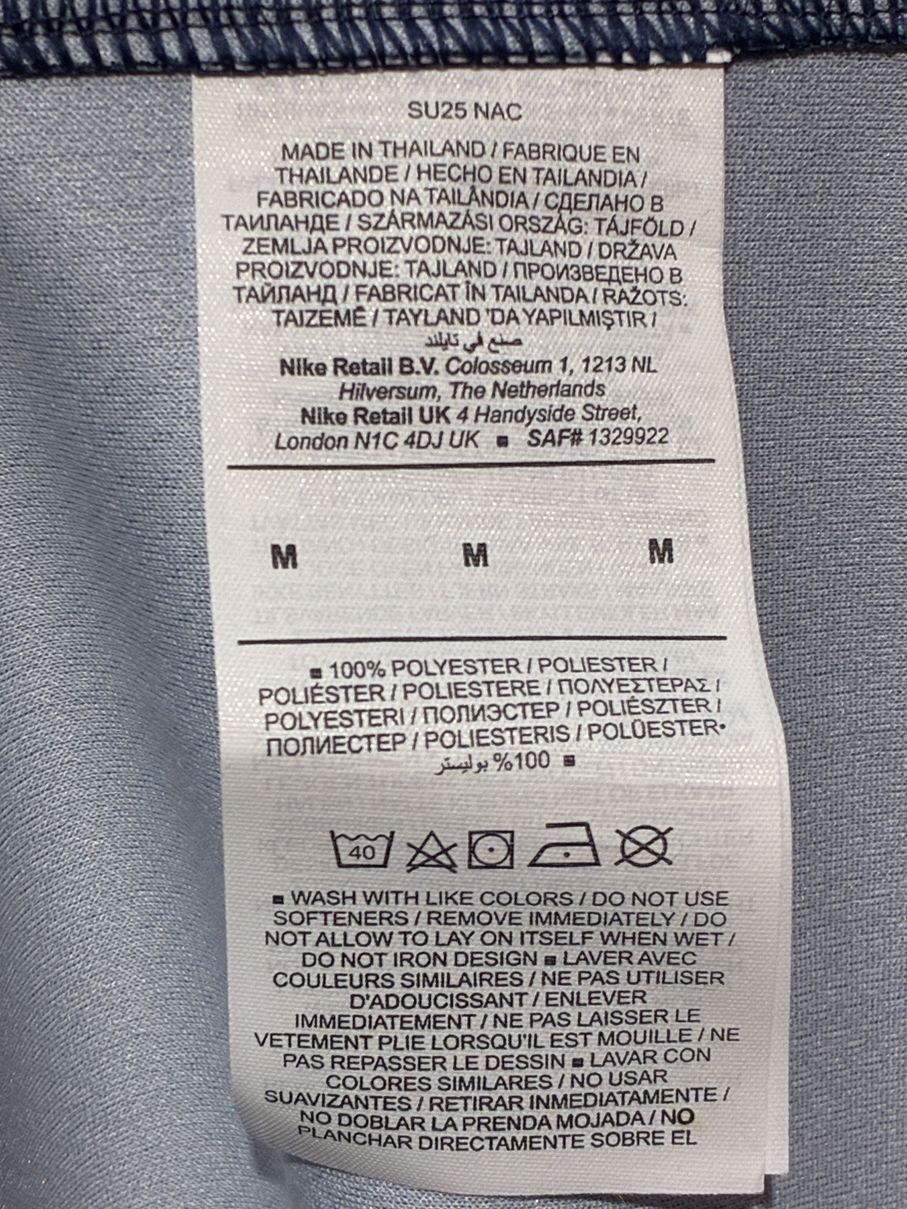 SU25 NAC
MADE IN THAILAND / FABRIQUE EN
THAILANDE / HECHO EN TAILANDIA /
FABRICADO NA TAILÂNDIA / СДЕЛАНО В
ТАИЛАНДЕ / SZÁRMAZÁSI ORSZÁG: TÁJFÖLD /
ZEMLJA PROIZVODNJE: TAJLAND / DRŽAVA
PROIZVODNJE: TAJLAND / ПРОИЗВЕДЕНО В
ТАЙЛАНД / FABRICAT ÎN TAILANDA / RAŽOTS:
TAIZEMĒ / TAYLAND 'DA YAPILMIŞTIR /
صنع في تايلند
Nike Retail B.V. Colosseum 1, 1213 NL
Hilversum, The Netherlands
Nike Retail UK 4 Handyside Street,
London N1C 4DJ UK ■ SAF# 1329922
M M M
■ 100% POLYESTER / POLIESTER /
POLIÉSTER / POLIESTERE / ΠΟΛΥΕΣΤΕΡΑΣ /
POLYESTERI / ПОЛИЭСТЕР / POLIÉSZTER /
ПОЛИЕСТЕР / POLIESTERIS / POLÜESTER•
100% بوليستر ■
40
■ WASH WITH LIKE COLORS / DO NOT USE
SOFTENERS / REMOVE IMMEDIATELY / DO
NOT ALLOW TO LAY ON ITSELF WHEN WET /
DO NOT IRON DESIGN ■ LAVER AVEC
COULEURS SIMILAIRES / NE PAS UTILISER
D'ADOUCISSANT / ENLEVER
IMMEDIATEMENT / NE PAS LAISSER LE
VETEMENT PLIE LORSQU'IL EST MOUILLE / NE
PAS REPASSER LE DESSIN ■ LAVAR CON
COLORES SIMILARES / NO USAR
SUAVIZANTES / RETIRAR INMEDIATAMENTE /
NO DOBLAR LA PRENDA MOJADA / NO
PLANCHAR DIRECTAMENTE SOBRE EL